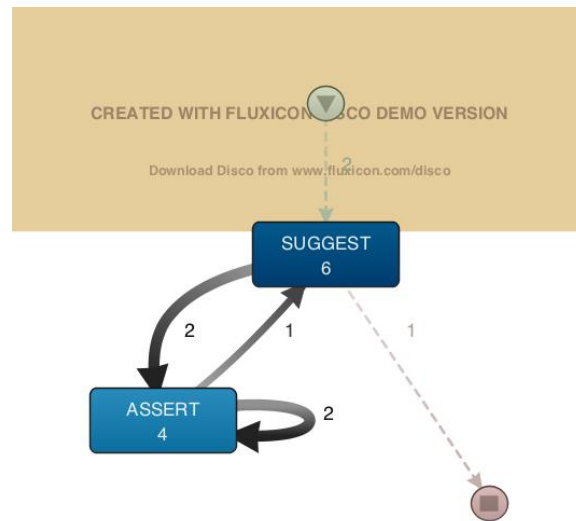 CREATED WITH FLUXICON DISCO DEMO VERSION
2
Download Disco from www.fluxicon.com/disco
SUGGEST
6
2
1
1
ASSERT
4
2